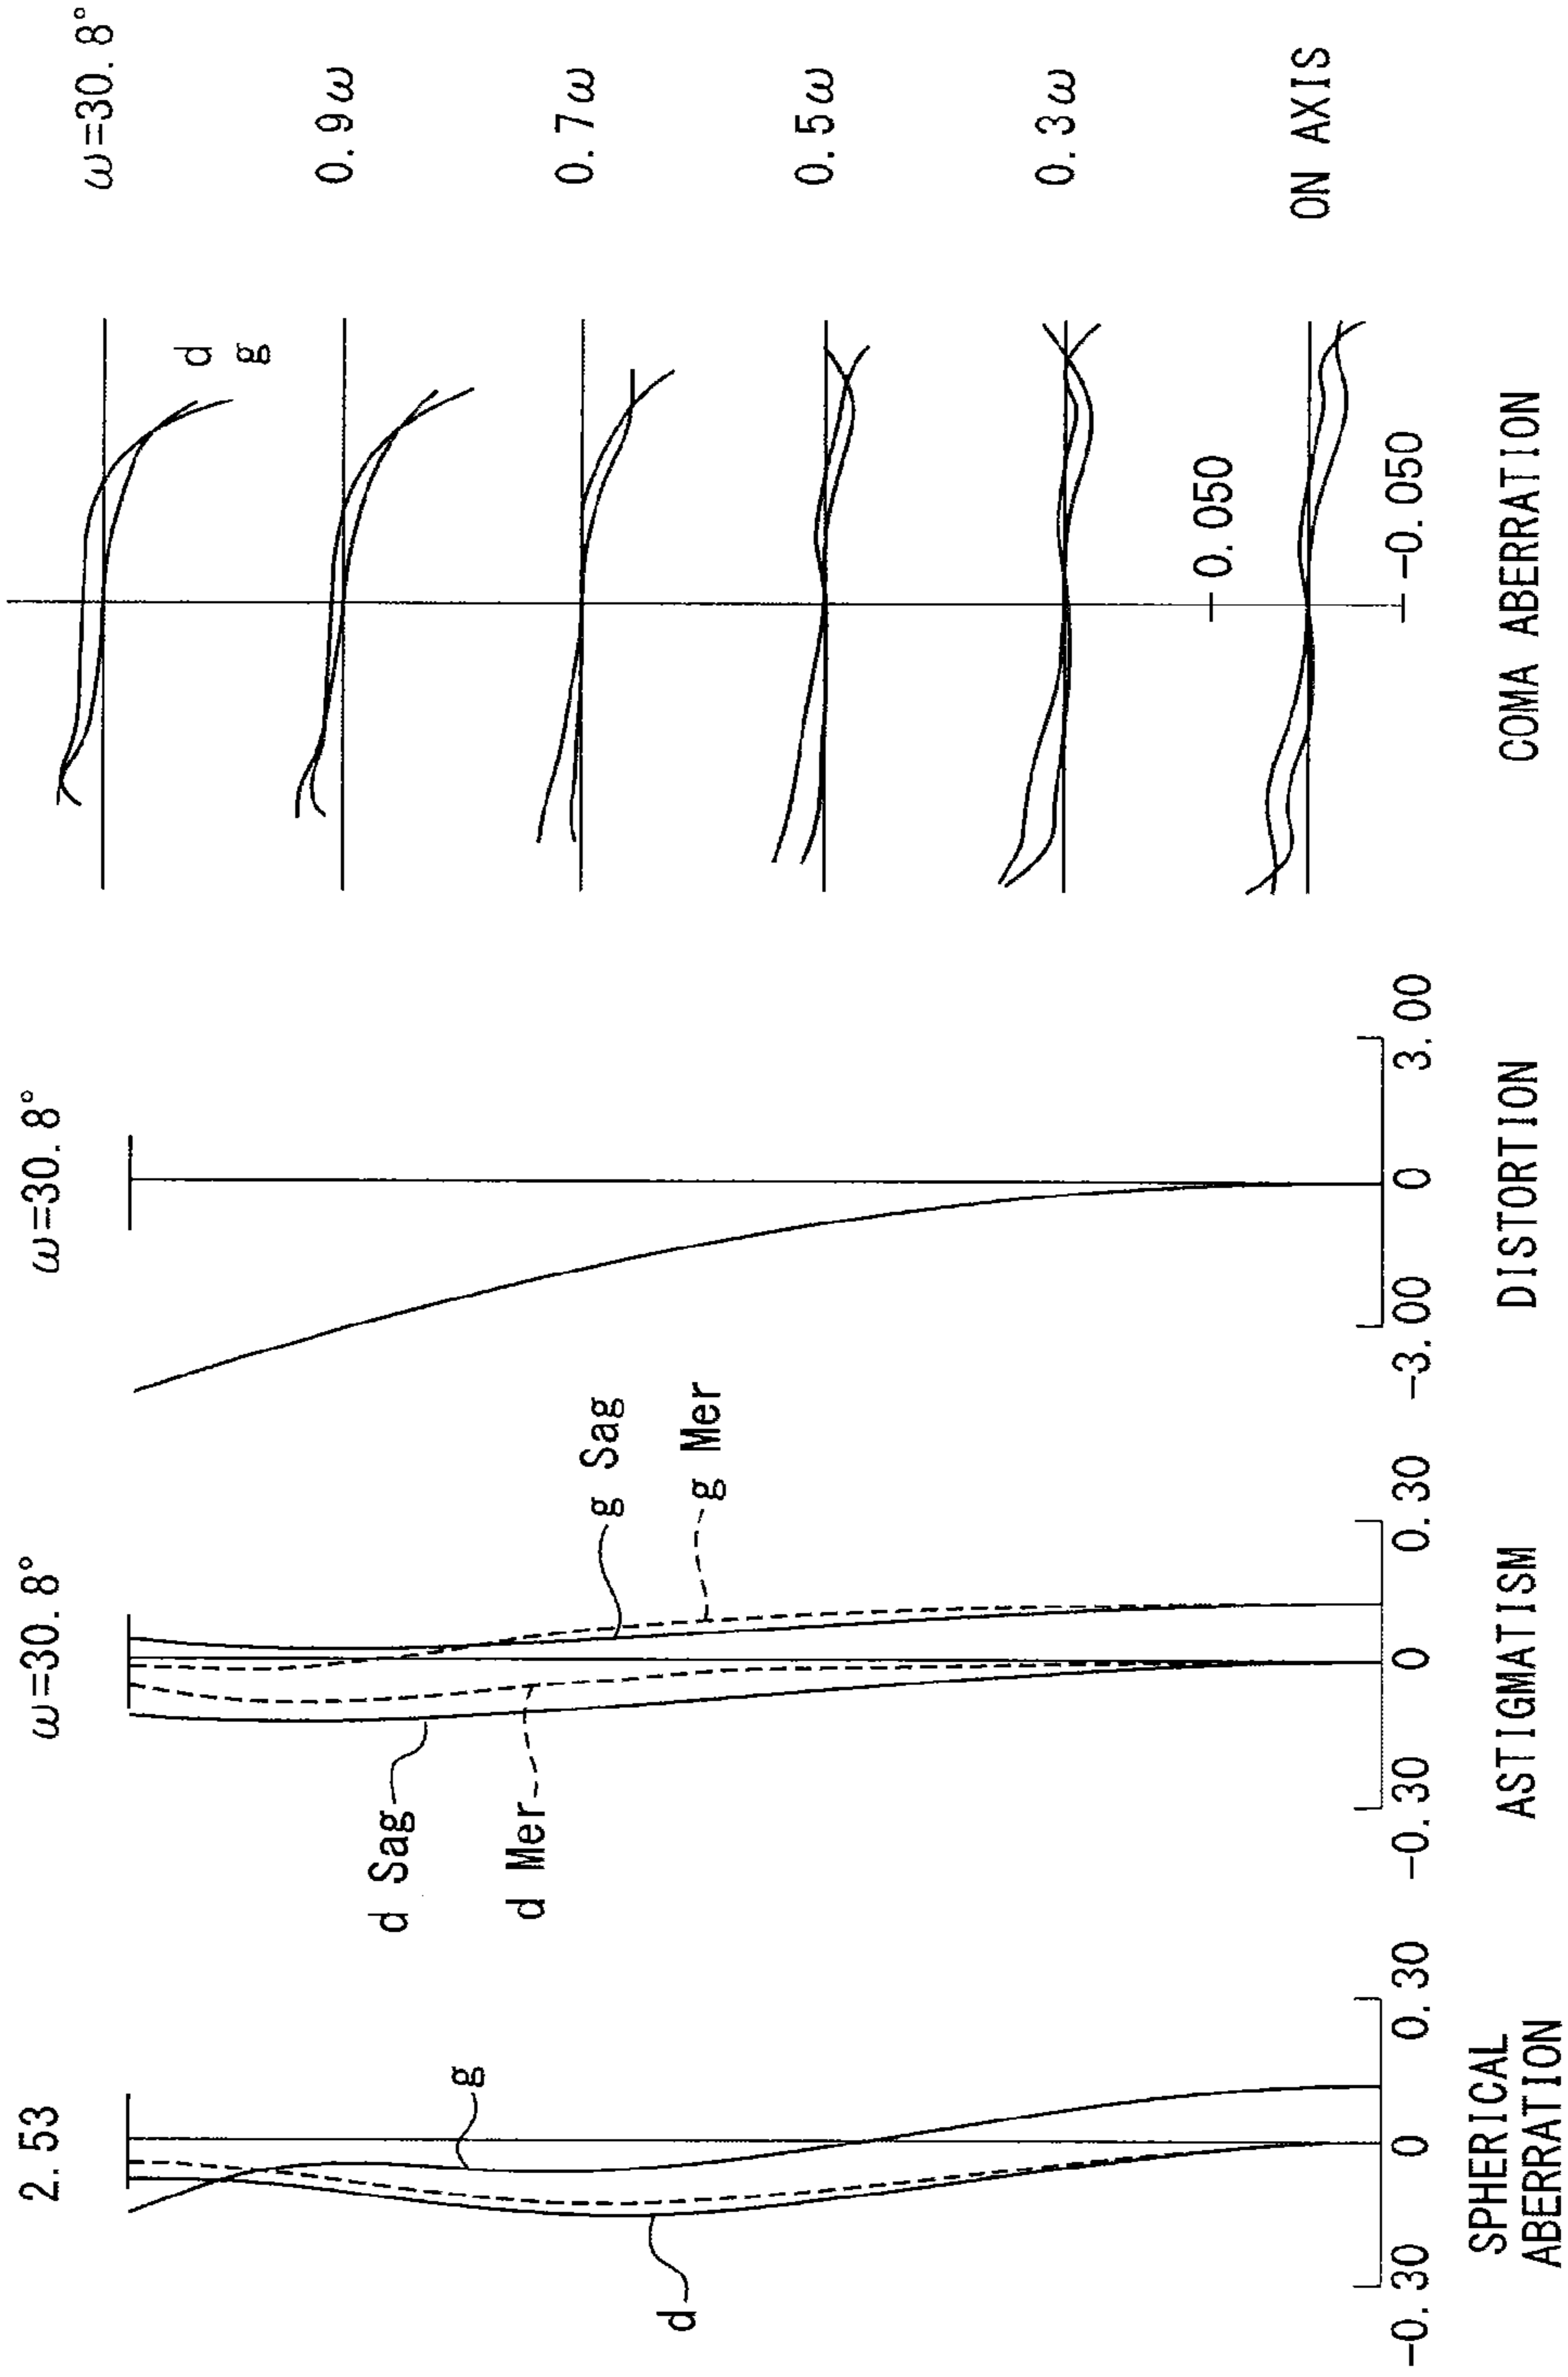 2.53
g
d
-0.30
0
0.30
SPHERICAL
ABERRATION
ω=30.8°
d Sag
d Mer
g Sag
g Mer
-0.30
0
0.30
ASTIGMATISM
ω=30.8°
-3.00
0
3.00
DISTORTION
ω=30.8°
d
g
0.9ω
0.7ω
0.5ω
0.3ω
0.050
ON AXIS
-0.050
COMA ABERRATION